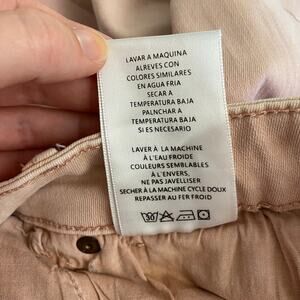 LAVAR A MAQUINA
ALREVES CON
COLORES SIMILARES
EN AGUA FRIA
SECAR A
TEMPERATURA BAJA
PALNCHAR A
TEMPERATURA BAJA
SI ES NECESARIO
LAVER À LA MACHINE
À L'EAU FROIDE
COULEURS SEMBLABLES
À L'ENVERS,
NE PAS JAVELLISER
SECHER À LA MACHINE CYCLE DOUX
REPASSER AU FER FROID